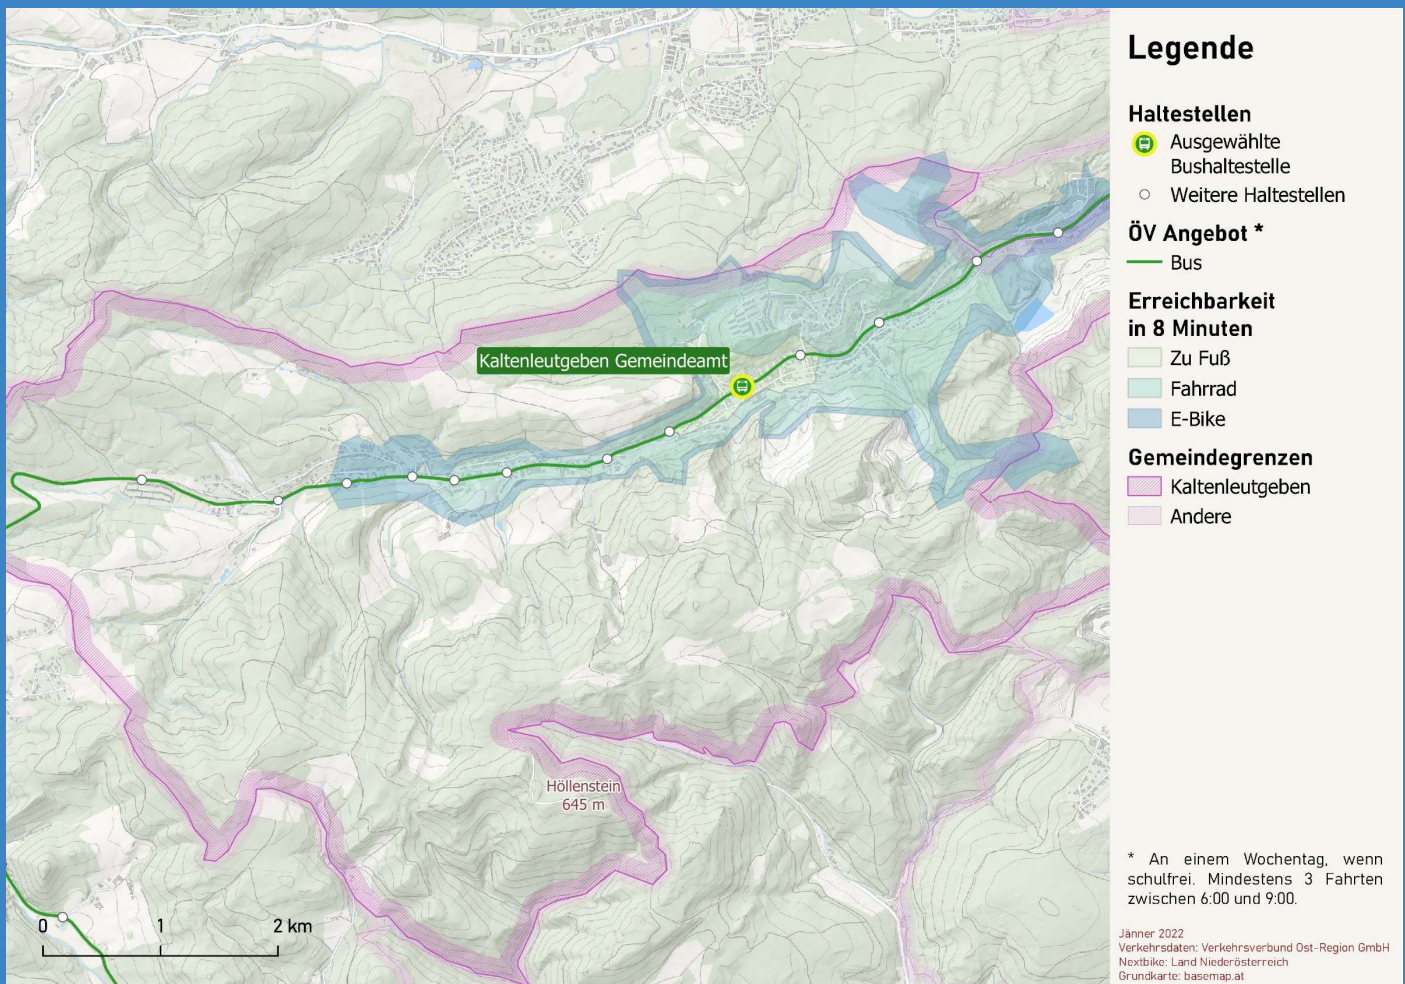 Legende
Haltestellen
Ausgewählte
Bushaltestelle
Weitere Haltestellen
ÖV Angebot *
Bus
Erreichbarkeit
in 8 Minuten
Zu Fuß
Fahrrad
E-Bike
Gemeindegrenzen
Kaltenleutgeben
Andere
Kaltenleutgeben Gemeindeamt
Höllenstein
645 m
0 1 2 km
* An einem Wochentag, wenn
schulfrei. Mindestens 3 Fahrten
zwischen 6:00 und 9:00.
Jänner 2022
Verkehrsdaten: Verkehrsverbund Ost-Region GmbH
Nextbike: Land Niederösterreich
Grundkarte: basemap.at